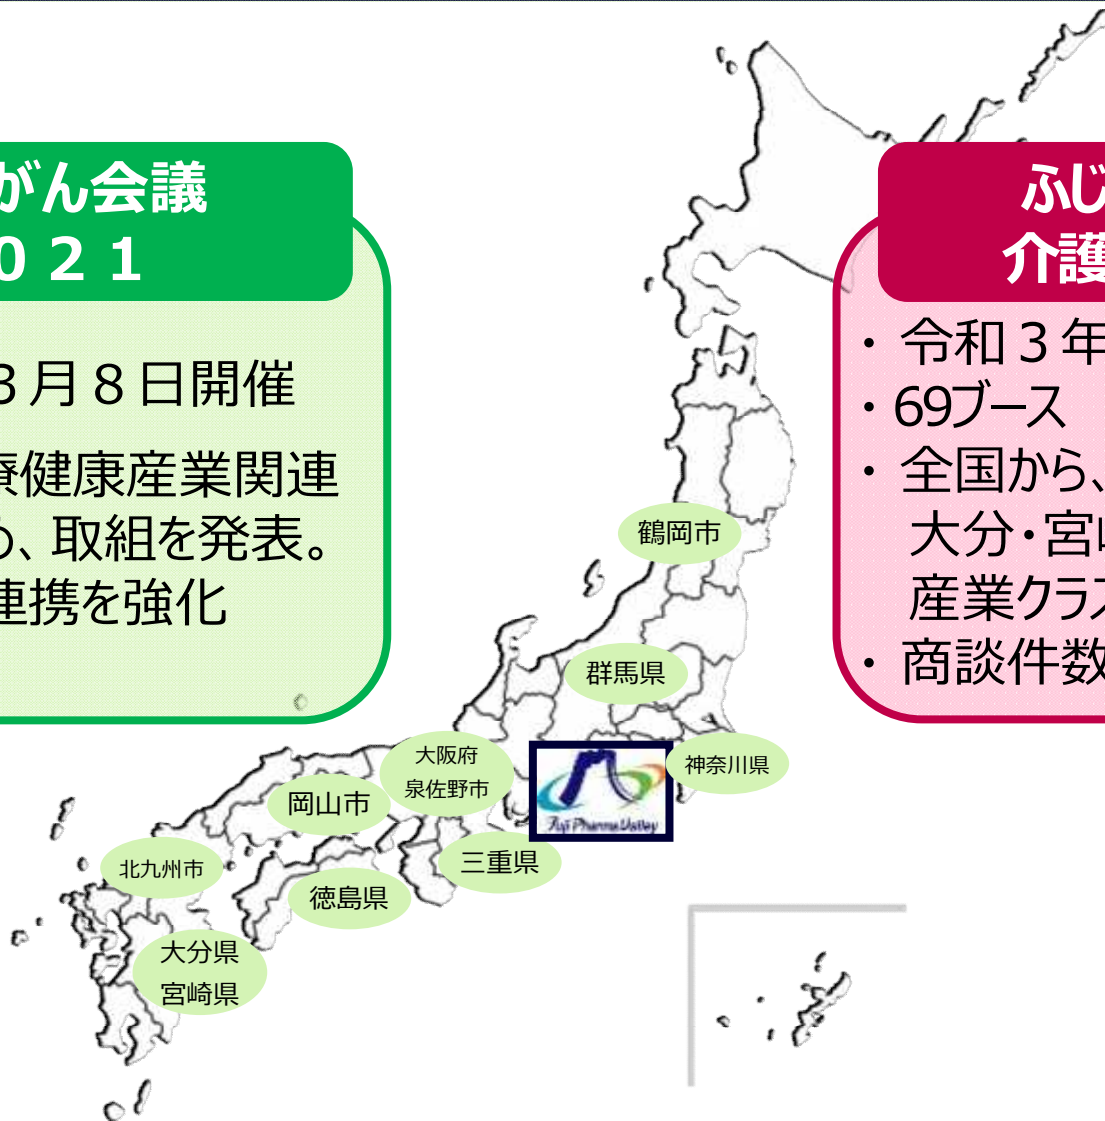 がん会議
０２１
３月８日開催
療健康産業関連
め、取組を発表。
連携を強化
ふじ
介護
・ 令和３年
・69ブース
・ 全国から、
大分・宮崎
産業クラス
・ 商談件数
鶴岡市
群馬県
大阪府
泉佐野市
神奈川県
岡山市
Fuji Pharma Valley
北九州市
三重県
徳島県
大分県
宮崎県